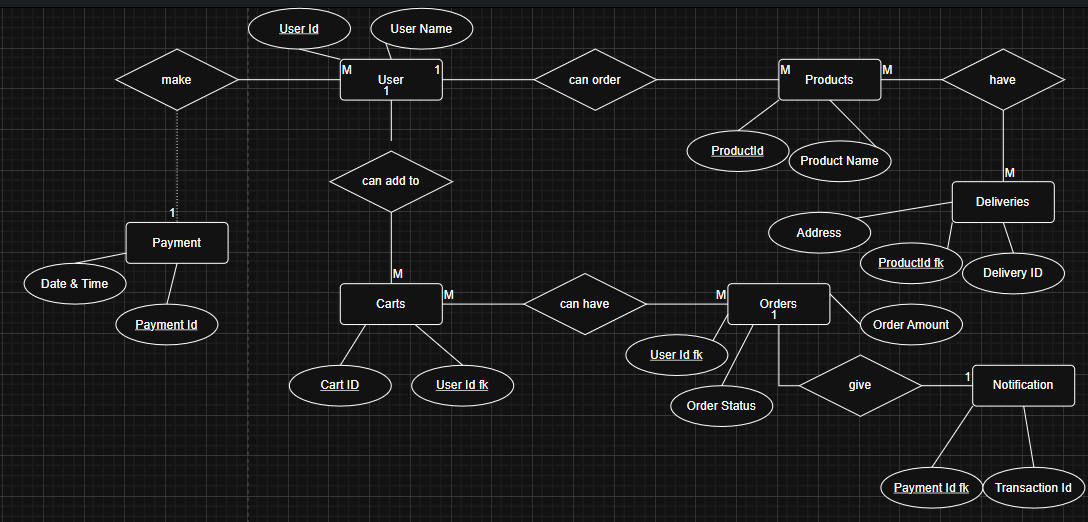 User Id
User Name
make
M
User
1
1
can order
M
Products
M
have
ProductId
Product Name
can add to
M
Deliveries
1
Payment
Address
ProductId fk
Delivery ID
Date & Time
Payment Id
M
Carts
M
can have
M
Orders
1
Order Amount
User Id fk
Cart ID
User Id fk
Order Status
give
1
Notification
Payment Id fk
Transaction Id